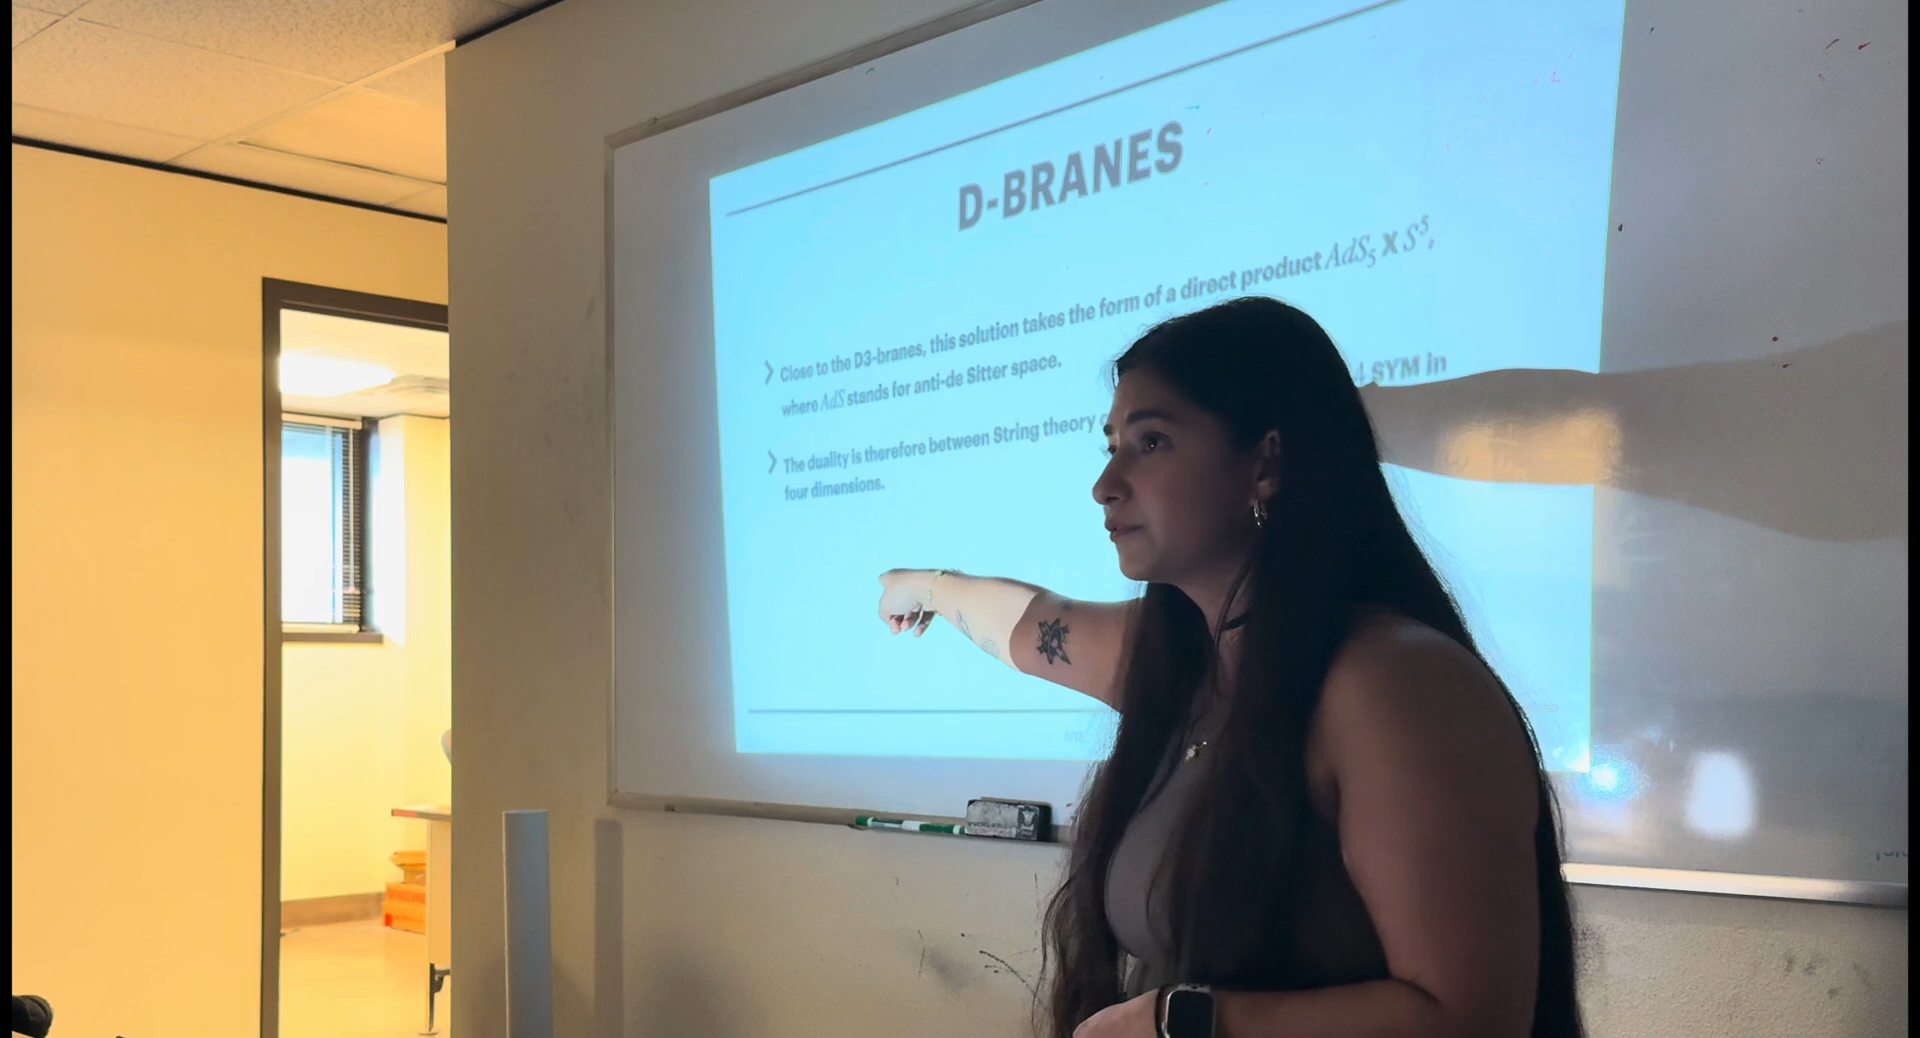 D-BRANES
Close to the D3-branes, this solution takes the form of a direct product AdS₅ X S⁵,
where AdS stands for anti-de Sitter space.
The duality is therefore between String theory 4 SYM in
four dimensions.